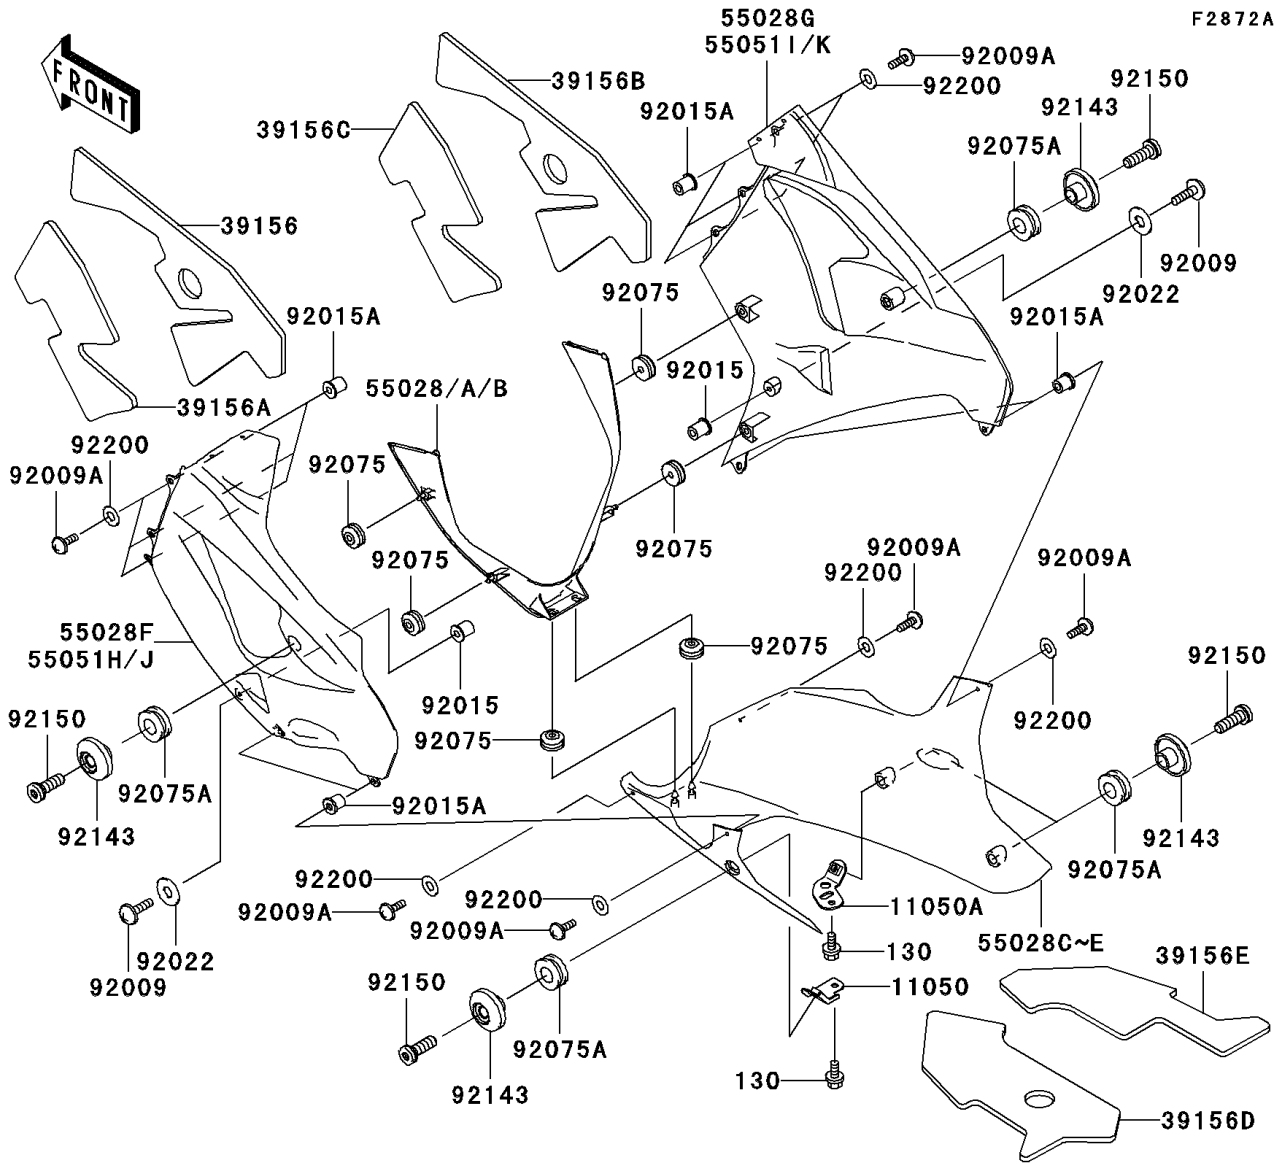 F2872A
FRONT
55028G
55051I/K
92009A
92200
92150
92143
92075A
39156B
39156C
92015A
39156
92009
92022
92075
92015A
92015A
92015
55028/A/B
39156A
92200
92009A
92075
92075
92075
92009A
92200
92009A
55028F
55051H/J
92075
92015
92075
92200
92150
92150
92075A
92143
92015A
92143
92075A
92200
92009A
92200
92009A
11050A
55028C~E
130
39156E
92022
92009
92150
11050
92075A
92143
130
39156D